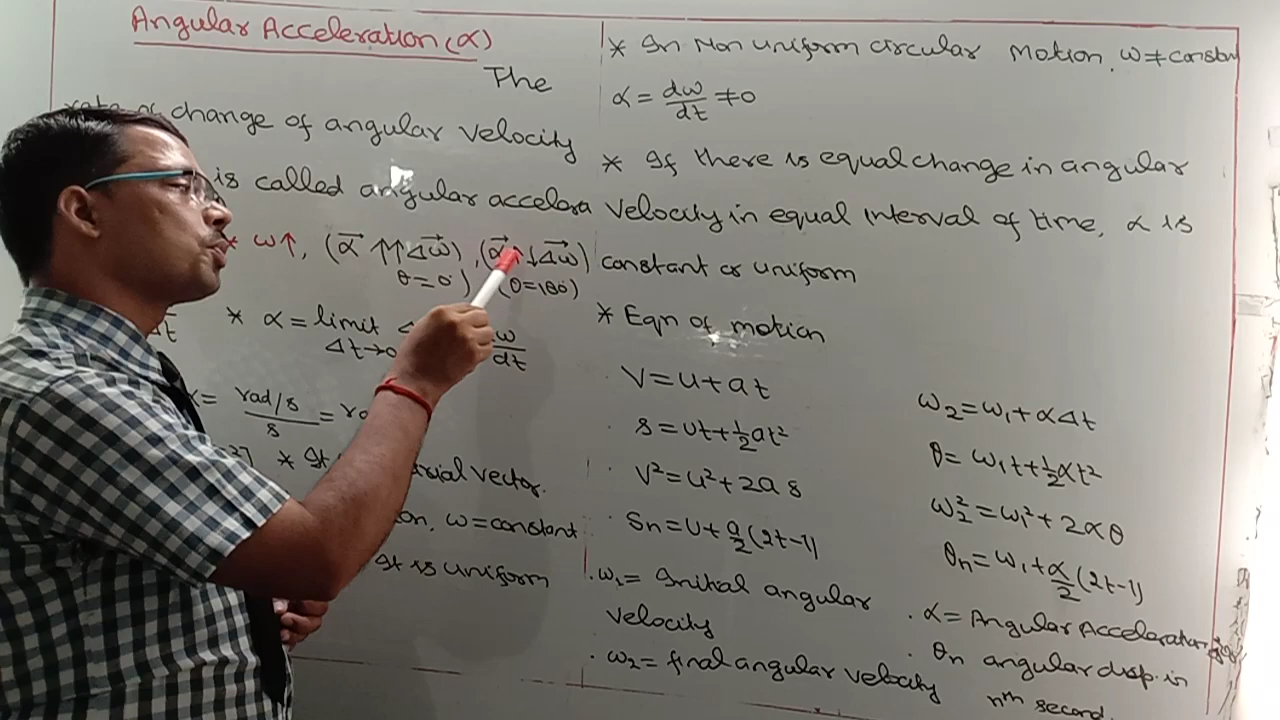 Angular Acceleration (α)
The
change of angular velocity
is called angular accelera
* ω↑, (α⃗ ↑↑ Δω⃗), (α⃗ ↑↓ Δω⃗)
θ=0°) (θ=180)
* α = limit
Δt→0
ω
dt
rad/s
s
=
* It
axial vector.
on, ω=constant
It is uniform
* In Non uniform circular Motion, ω≠constan
α = dω/dt ≠0
* If there is equal change in angular
velocity in equal interval of time, α is
constant or uniform
* Eqn of motion
V=u+at
s=ut+½at²
V²=u²+2as
Sn=u+a/2(2t-1)
ω₂=ω₁+αΔt
θ=ω₁t+½αt²
ω₂²=ω₁²+2αθ
θn=ω₁+α/2(2t-1)
· ω₁= Initial angular
velocity
· ω₂= final angular velocity
· α= Angular Acceleration
· θn angular disp. in
nth second.